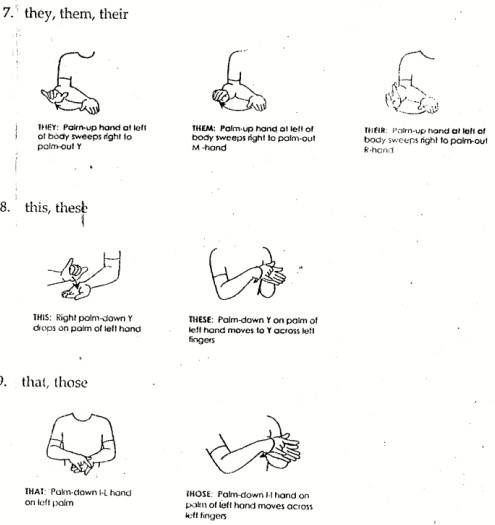 7. they, them, their
THEY: Palm-up hand at left
of body sweeps right to
palm-out Y
THEM: Palm-up hand at left of
body sweeps right to palm-out
M -hand
THEIR: Palm-up hand at left of
body sweeps right to palm-out
R-hand
8. this, these
THIS: Right palm-down Y
drops on palm of left hand
THESE: Palm-down Y on palm of
left hand moves to Y across left
fingers
that, those
THAT: Palm-down I-L hand
on left palm
THOSE: Palm-down hand on
palm of left hand moves across
left fingers